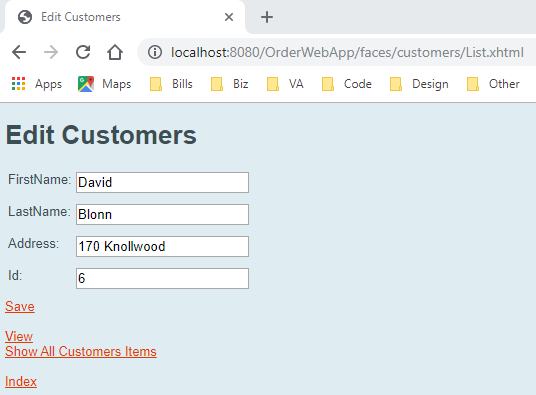 Edit Customers
localhost:8080/OrderWebApp/faces/customers/List.xhtml
Apps Maps Bills Biz VA Code Design Other
Edit Customers
FirstName: David
LastName: Blonn
Address: 170 Knollwood
Id: 6
Save
View
Show All Customers Items
Index